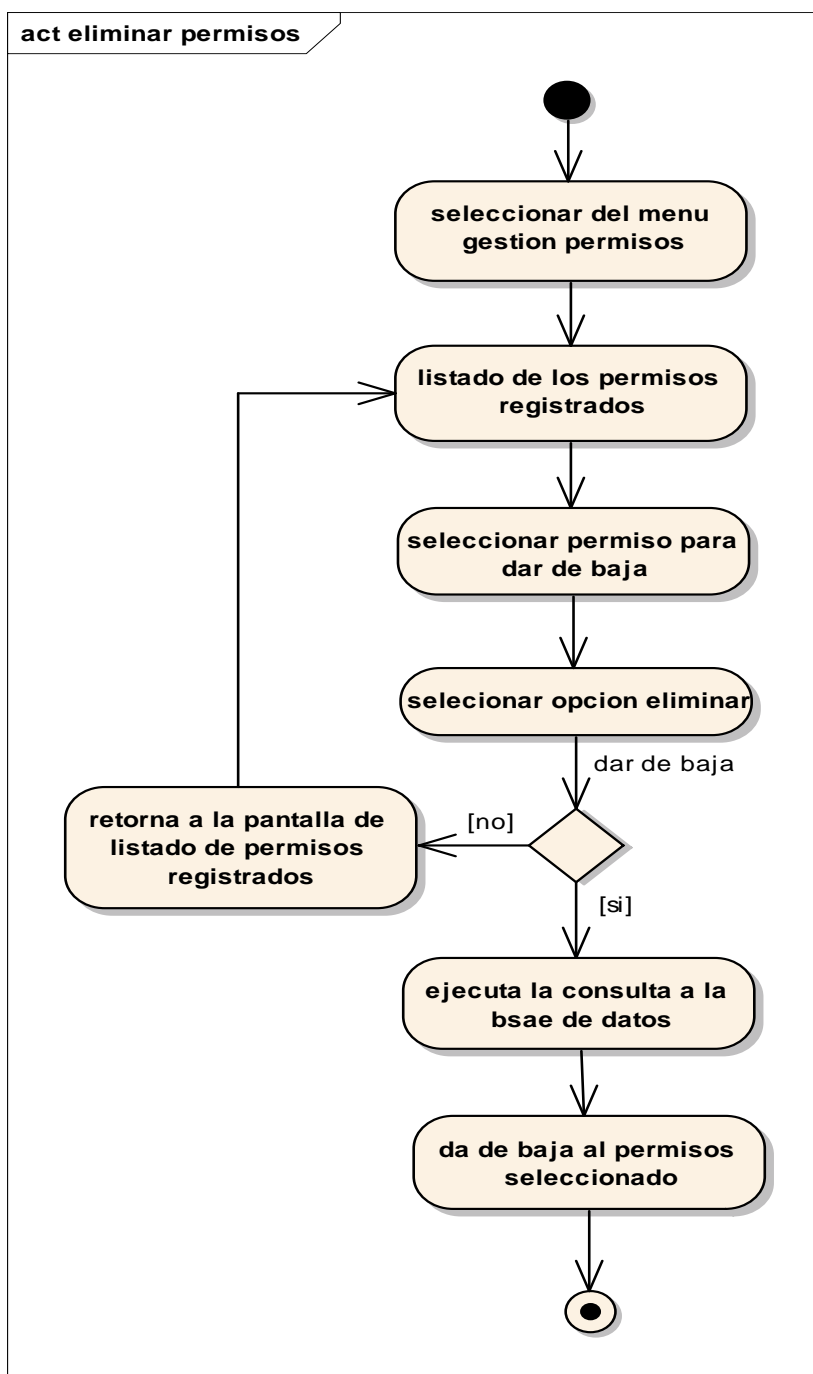 act eliminar permisos
seleccionar del menu
gestion permisos
listado de los permisos
registrados
seleccionar permiso para
dar de baja
selecionar opcion eliminar
dar de baja
[no]
retorna a la pantalla de
listado de permisos
registrados
[si]
ejecuta la consulta a la
bsae de datos
da de baja al permisos
seleccionado